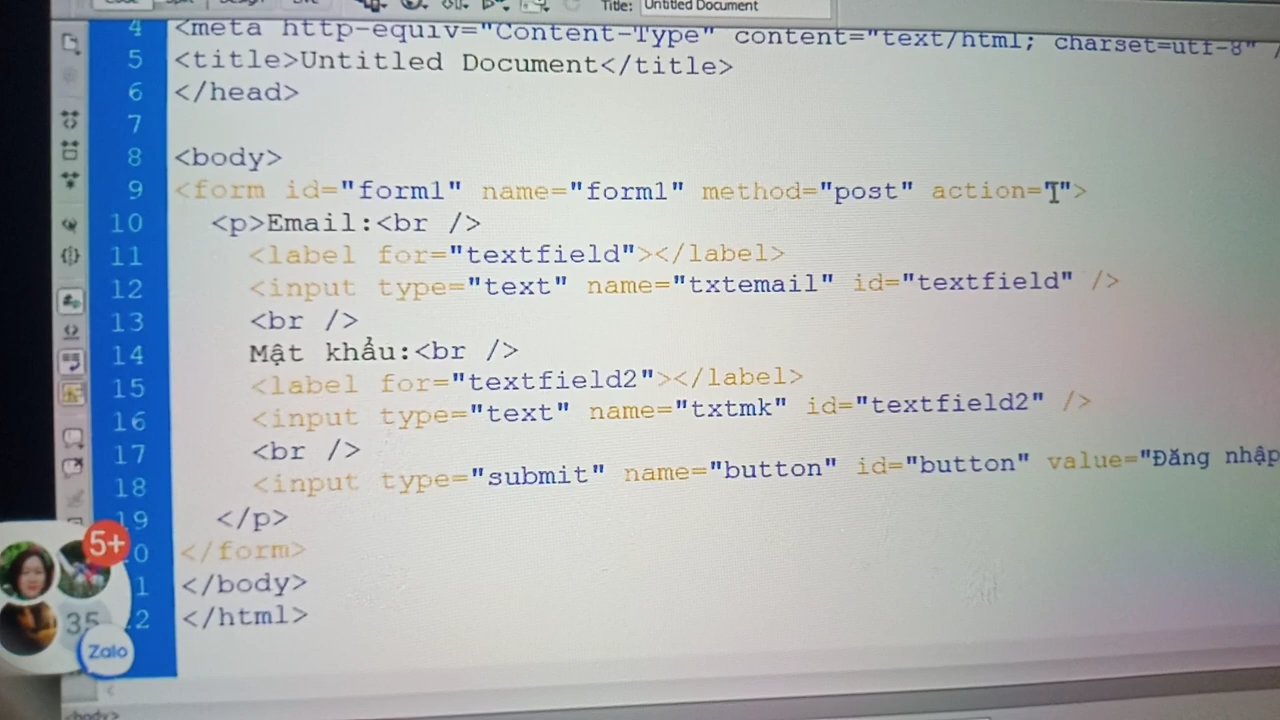 Title: Untitled Document
4 <meta http-equiv="Content-Type" content="text/html; charset=utf-8" /
5 <title>Untitled Document</title>
6 </head>
7
8 <body>
9 <form id="form1" name="form1" method="post" action="">
10 <p>Email:<br />
11 <label for="textfield"></label>
12 <input type="text" name="txtemail" id="textfield" />
13 <br />
14 Mật khẩu:<br />
15 <label for="textfield2"></label>
16 <input type="text" name="txtmk" id="textfield2" />
17 <br />
18 <input type="submit" name="button" id="button" value="Đăng nhập
19 </p>
5+
0 </form>
1 </body>
35
2 </html>
Zalo
<body>